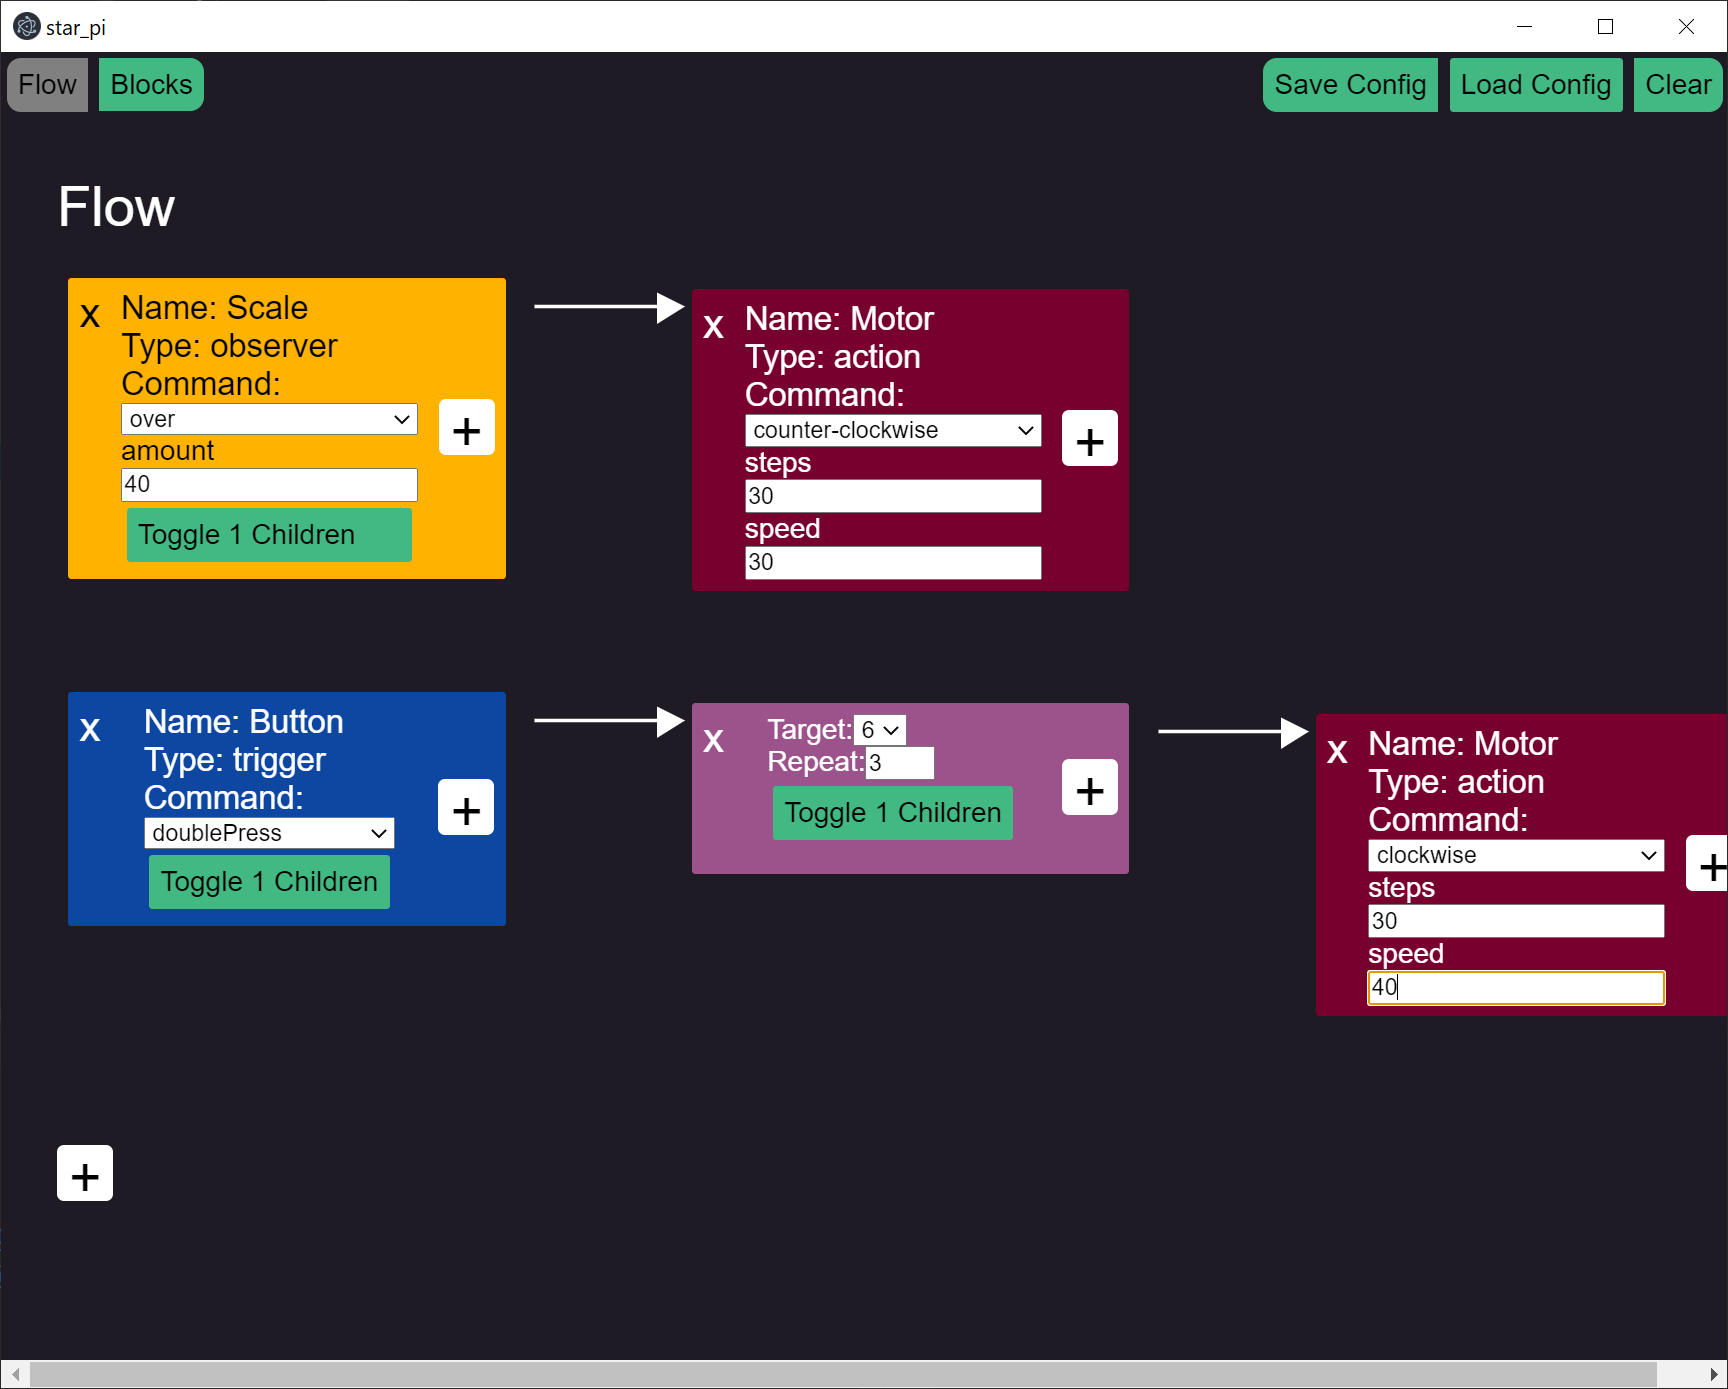 star_pi
Flow Blocks Save Config Load Config Clear
Flow
X Name: Scale
Type: observer
Command:
over
amount
40
Toggle 1 Children
+
X Name: Motor
Type: action
Command:
counter-clockwise
steps
30
speed
30
+
X Name: Button
Type: trigger
Command:
doublePress
Toggle 1 Children
+
X Target: 6
Repeat: 3
Toggle 1 Children
+
X Name: Motor
Type: action
Command:
clockwise
steps
30
speed
40
+
+